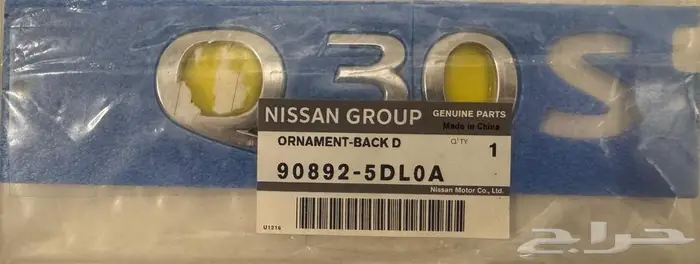 Q30S
NISSAN GROUP GENUINE PARTS
Made in China
ORNAMENT-BACK D Q'TY 1
90892-5DL0A
Nissan Motor Co., Ltd.
U1316
حراج